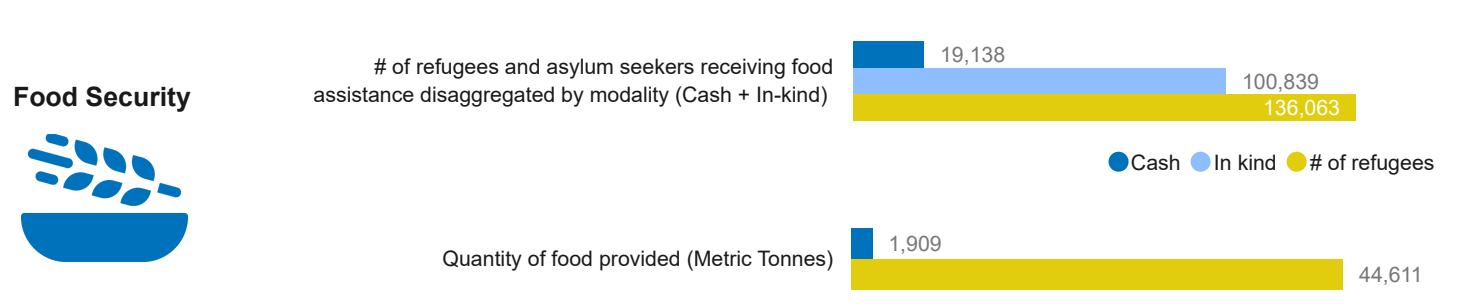 Food Security
# of refugees and asylum seekers receiving food
assistance disaggregated by modality (Cash + In-kind)
19,138
100,839
136,063
Cash In kind # of refugees
Quantity of food provided (Metric Tonnes)
1,909
44,611